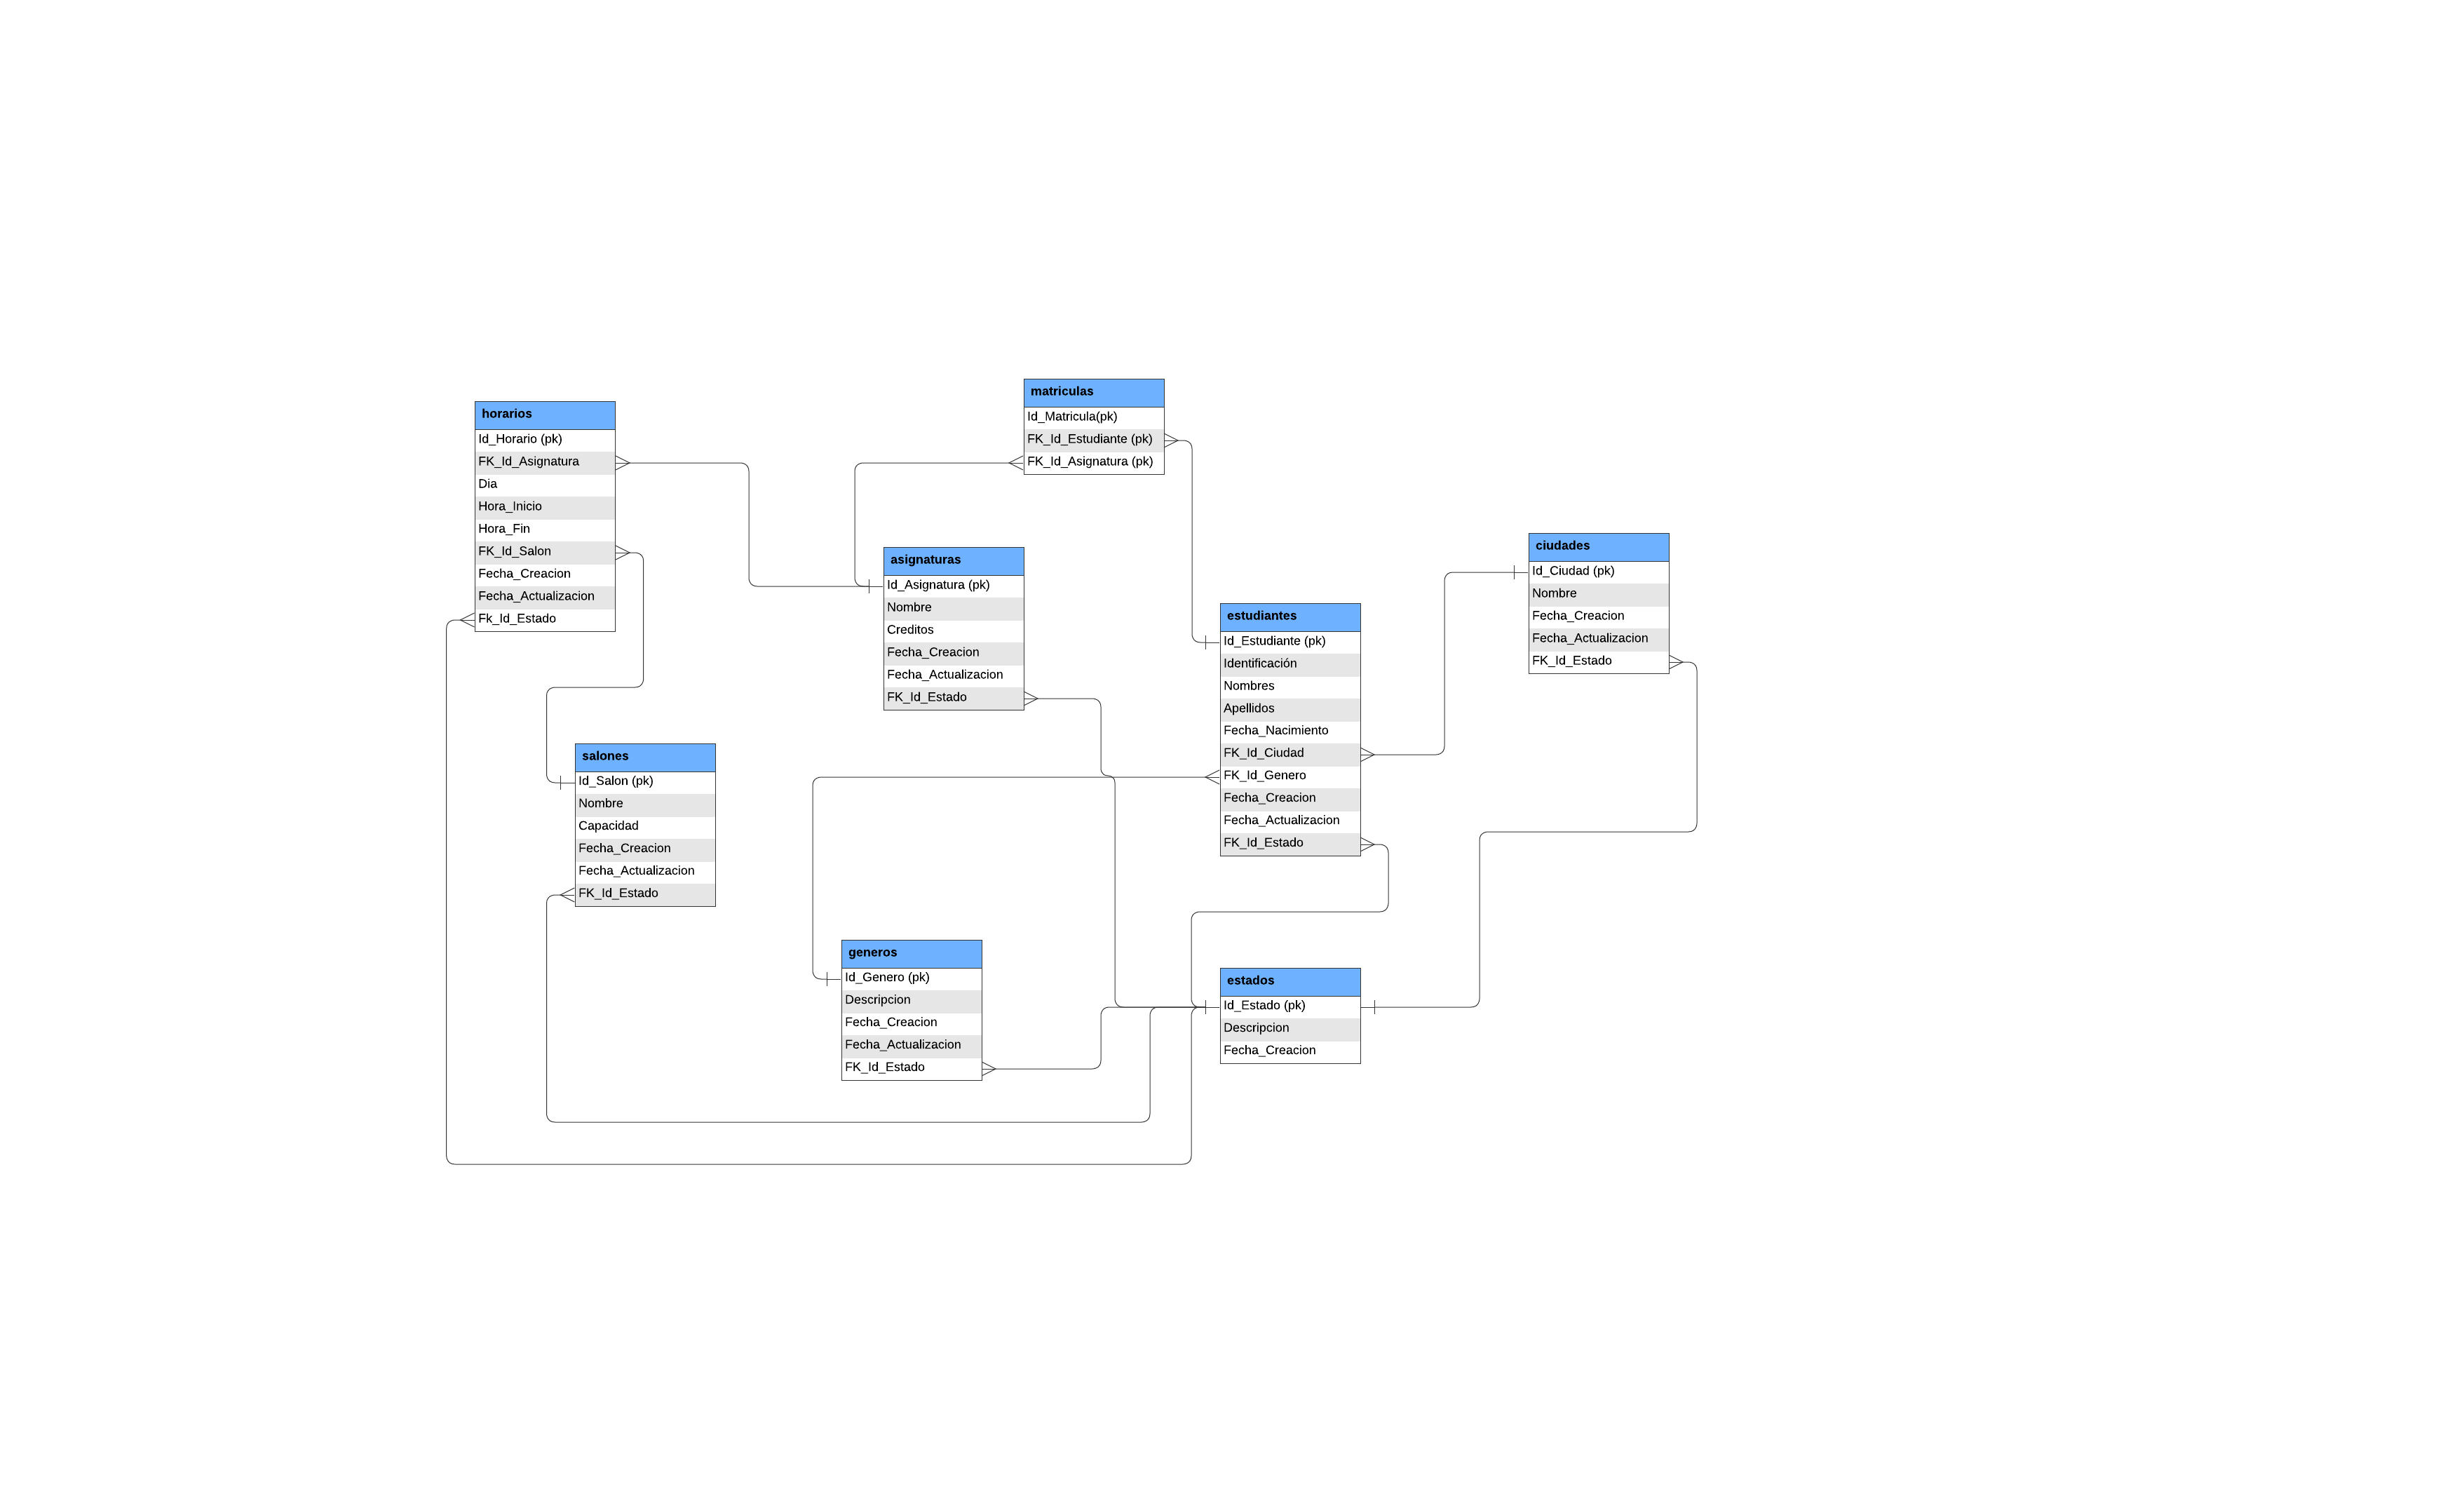 horarios
Id_Horario (pk)
FK_Id_Asignatura
Dia
Hora_Inicio
Hora_Fin
FK_Id_Salon
Fecha_Creacion
Fecha_Actualizacion
Fk_Id_Estado
matriculas
Id_Matricula(pk)
FK_Id_Estudiante (pk)
FK_Id_Asignatura (pk)
asignaturas
Id_Asignatura (pk)
Nombre
Creditos
Fecha_Creacion
Fecha_Actualizacion
FK_Id_Estado
ciudades
Id_Ciudad (pk)
Nombre
Fecha_Creacion
Fecha_Actualizacion
FK_Id_Estado
estudiantes
Id_Estudiante (pk)
Identificación
Nombres
Apellidos
Fecha_Nacimiento
FK_Id_Ciudad
FK_Id_Genero
Fecha_Creacion
Fecha_Actualizacion
FK_Id_Estado
salones
Id_Salon (pk)
Nombre
Capacidad
Fecha_Creacion
Fecha_Actualizacion
FK_Id_Estado
generos
Id_Genero (pk)
Descripcion
Fecha_Creacion
Fecha_Actualizacion
FK_Id_Estado
estados
Id_Estado (pk)
Descripcion
Fecha_Creacion